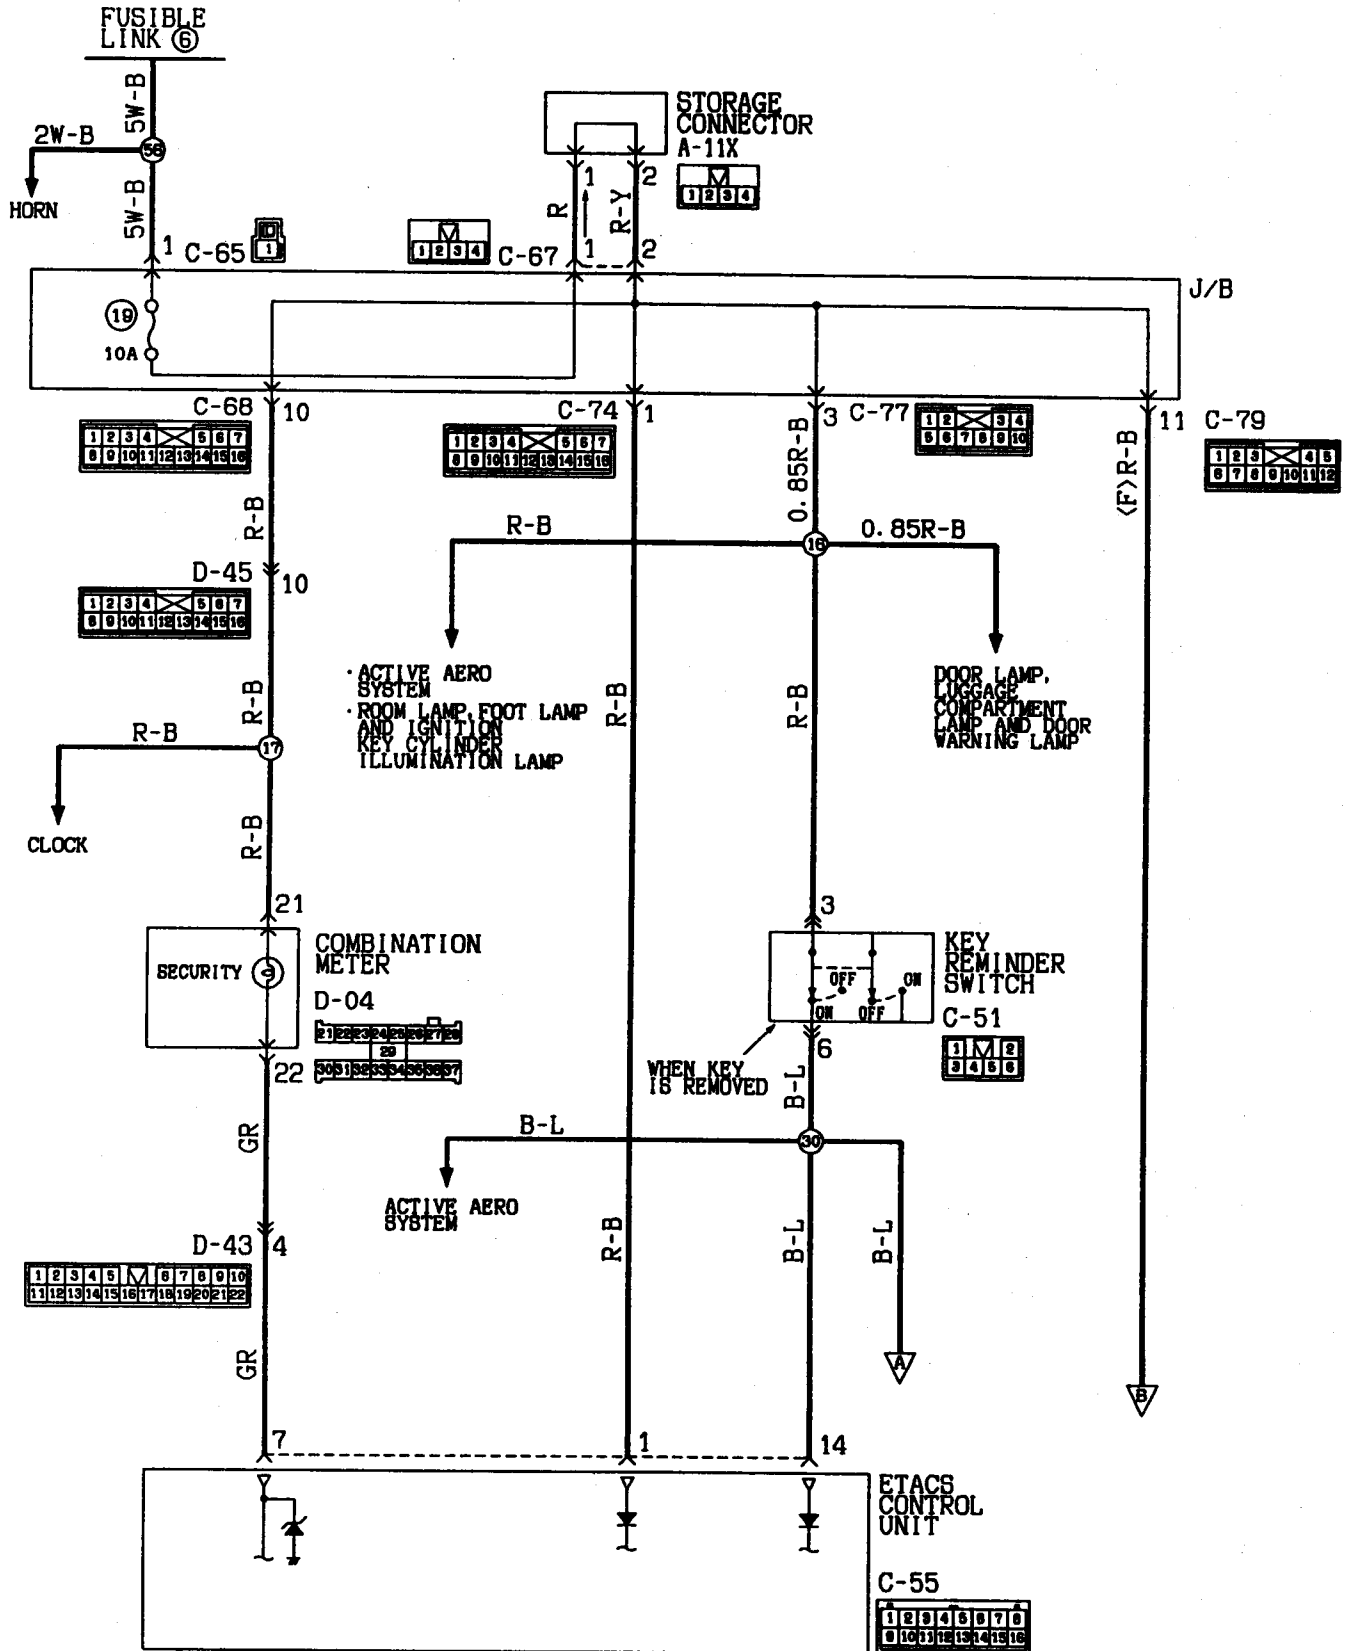 FUSIBLE
LINK ⑥
5W-B
2W-B
56
HORN
5W-B
1
C-65
1
STORAGE
CONNECTOR
A-11X
1 2 3 4
1
2
R
R-Y
1
2
1 2 3 4
C-67
J/B
19
10A
C-68
10
1 2 3 4 5 6 7
8 9 10 11 12 13 14 15 16
C-74
1
1 2 3 4 5 6 7
8 9 10 11 12 13 14 15 16
3
C-77
1 2 3 4
5 6 7 8 9 10
11
C-79
1 2 3 4 5
6 7 8 9 10 11 12
0.85R-B
<F>R-B
R-B
R-B
16
0.85R-B
D-45
10
1 2 3 4 5 6 7
8 9 10 11 12 13 14 15 16
· ACTIVE AERO
SYSTEM
· ROOM LAMP, FOOT LAMP
AND IGNITION
KEY CYLINDER
ILLUMINATION LAMP
DOOR LAMP,
LUGGAGE
COMPARTMENT
LAMP AND DOOR
WARNING LAMP
R-B
R-B
R-B
R-B
17
CLOCK
R-B
21
SECURITY
COMBINATION
METER
D-04
21 22 23 24 25 26 27 28
29
30 31 32 33 34 35 36 37
22
3
OFF
ON
ON
OFF
KEY
REMINDER
SWITCH
C-51
1 2
3 4 5 6
WHEN KEY
IS REMOVED
6
B-L
GR
B-L
30
ACTIVE AERO
SYSTEM
D-43
4
1 2 3 4 5 6 7 8 9 10
11 12 13 14 15 16 17 18 19 20 21 22
R-B
B-L
B-L
GR
A
B
7
1
14
ETACS
CONTROL
UNIT
C-55
1 2 3 4 5 6 7 8
9 10 11 12 13 14 15 16